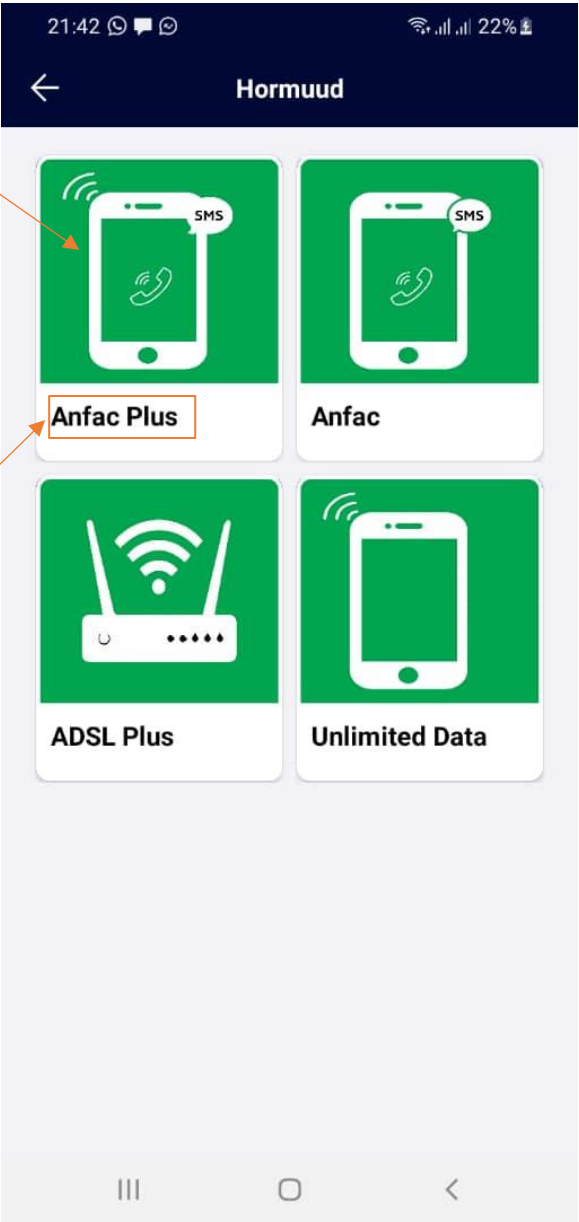 21:42 22%
Hormuud
SMS SMS
Anfac Plus Anfac
ADSL Plus Unlimited Data